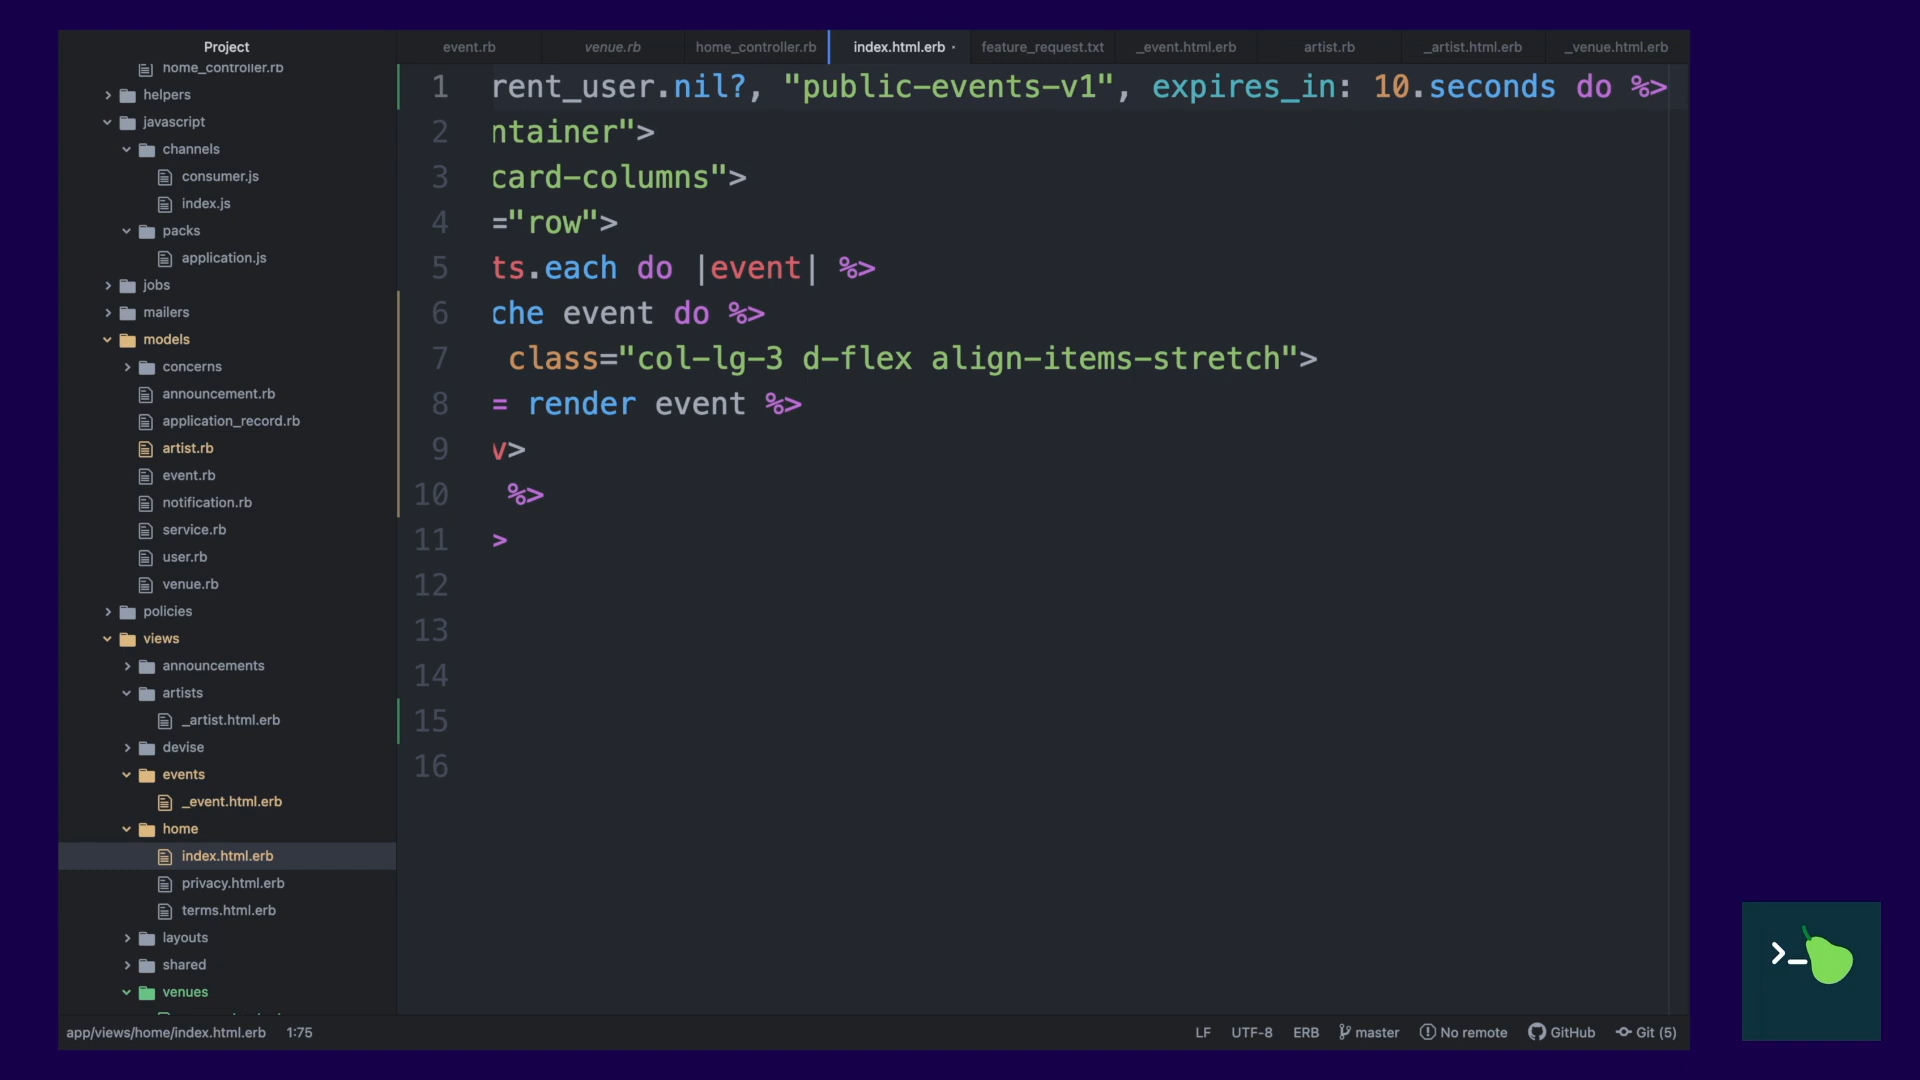 Project
event.rb
venue.rb
home_controller.rb
index.html.erb
feature_request.txt
_event.html.erb
artist.rb
_artist.html.erb
_venue.html.erb
home_controller.rb
helpers
javascript
channels
consumer.js
index.js
packs
application.js
jobs
mailers
models
concerns
announcement.rb
application_record.rb
artist.rb
event.rb
notification.rb
service.rb
user.rb
venue.rb
policies
views
announcements
artists
_artist.html.erb
devise
events
_event.html.erb
home
index.html.erb
privacy.html.erb
terms.html.erb
layouts
shared
venues
1 rent_user.nil?, "public-events-v1", expires_in: 10.seconds do %>
2 ntainer">
3 card-columns">
4 ="row">
5 ts.each do |event| %>
6 che event do %>
7 class="col-lg-3 d-flex align-items-stretch">
8 = render event %>
9 v>
10 %>
11 >
12
13
14
15
16
app/views/home/index.html.erb 1:75
LF UTF-8 ERB master No remote GitHub Git (5)
>_